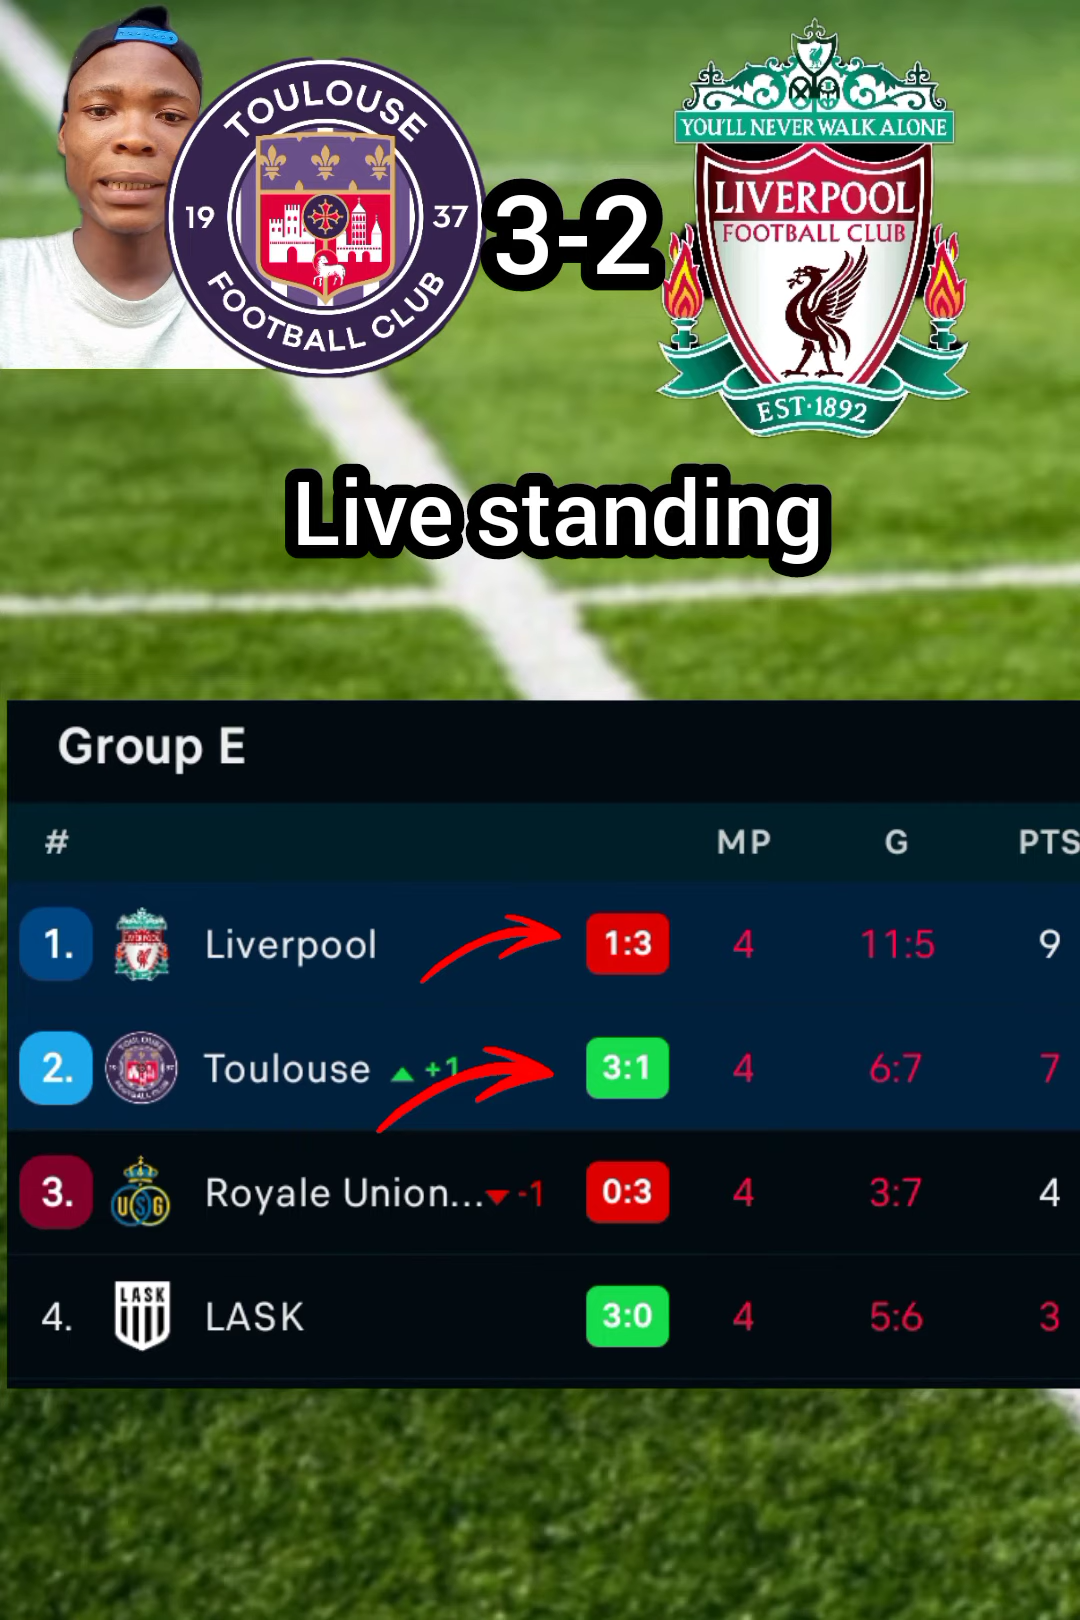 TOULOUSE
19 37
FOOTBALL CLUB
3-2
YOU'LL NEVER WALK ALONE
LIVERPOOL
FOOTBALL CLUB
EST·1892
Live standing
Group E
# MP G PTS
1. Liverpool 1:3 4 11:5 9
2. Toulouse ▲ +1 3:1 4 6:7 7
3. USG Royale Union... ▼ -1 0:3 4 3:7 4
4. LASK LASK 3:0 4 5:6 3